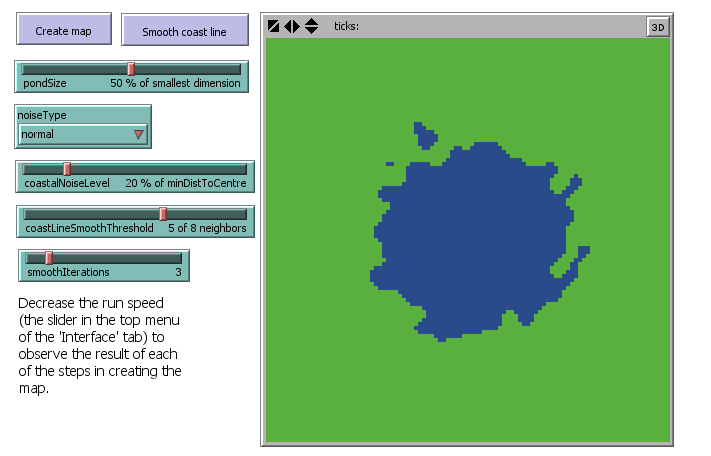 Create map
Smooth coast line
ticks:
3D
pondSize 50 % of smallest dimension
noiseType
normal
coastalNoiseLevel 20 % of minDistToCentre
coastLineSmoothThreshold 5 of 8 neighbors
smoothIterations 3
Decrease the run speed
(the slider in the top menu
of the 'Interface' tab) to
observe the result of each
of the steps in creating the
map.